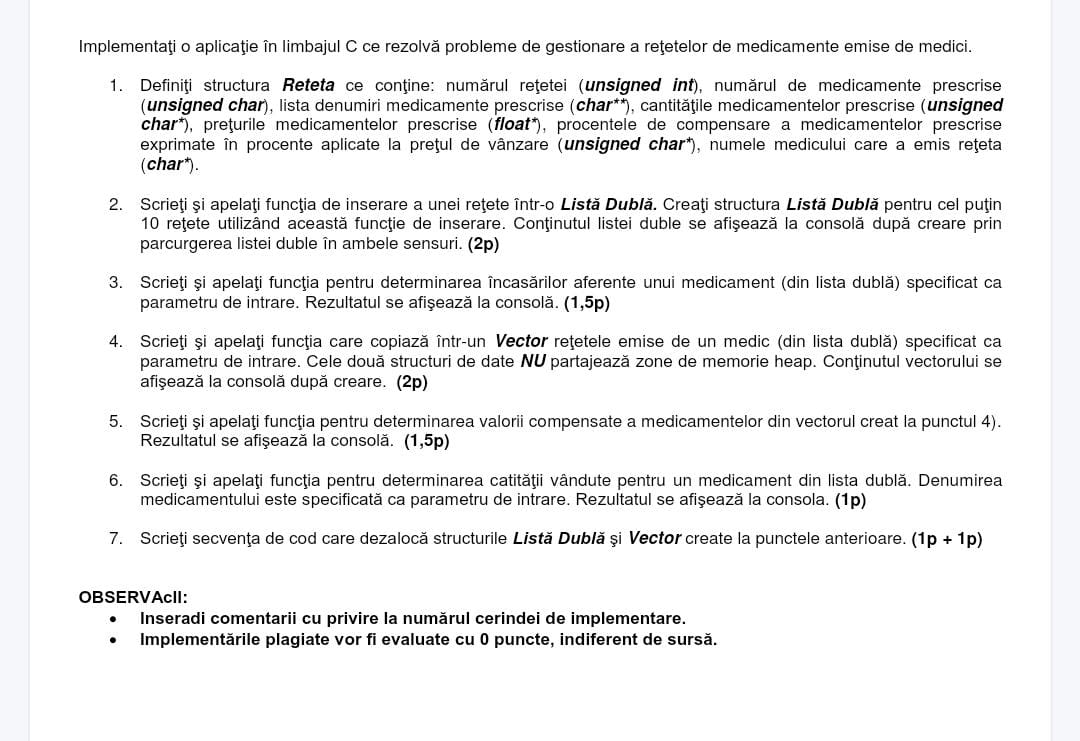 Implementaţi o aplicaţie în limbajul C ce rezolvă probleme de gestionare a reţetelor de medicamente emise de medici.
1. Definiţi structura Reteta ce conţine: numărul reţetei (unsigned int), numărul de medicamente prescrise
(unsigned char), lista denumiri medicamente prescrise (char**), cantităţile medicamentelor prescrise (unsigned
char*), preţurile medicamentelor prescrise (float*), procentele de compensare a medicamentelor prescrise
exprimate în procente aplicate la preţul de vânzare (unsigned char*), numele medicului care a emis reţeta
(char*).
2. Scrieţi şi apelaţi funcţia de inserare a unei reţete într-o Listă Dublă. Creaţi structura Listă Dublă pentru cel puţin
10 reţete utilizând această funcţie de inserare. Conţinutul listei duble se afişează la consolă după creare prin
parcurgerea listei duble în ambele sensuri. (2p)
3. Scrieţi şi apelaţi funcţia pentru determinarea încasărilor aferente unui medicament (din lista dublă) specificat ca
parametru de intrare. Rezultatul se afişează la consolă. (1,5p)
4. Scrieţi şi apelaţi funcţia care copiază într-un Vector reţetele emise de un medic (din lista dublă) specificat ca
parametru de intrare. Cele două structuri de date NU partajează zone de memorie heap. Conţinutul vectorului se
afişează la consolă după creare. (2p)
5. Scrieţi şi apelaţi funcţia pentru determinarea valorii compensate a medicamentelor din vectorul creat la punctul 4).
Rezultatul se afişează la consolă. (1,5p)
6. Scrieţi şi apelaţi funcţia pentru determinarea catităţii vândute pentru un medicament din lista dublă. Denumirea
medicamentului este specificată ca parametru de intrare. Rezultatul se afişează la consola. (1p)
7. Scrieţi secvenţa de cod care dezalocă structurile Listă Dublă şi Vector create la punctele anterioare. (1p + 1p)
OBSERVAcII:
• Inseradi comentarii cu privire la numărul cerindei de implementare.
• Implementările plagiate vor fi evaluate cu 0 puncte, indiferent de sursă.